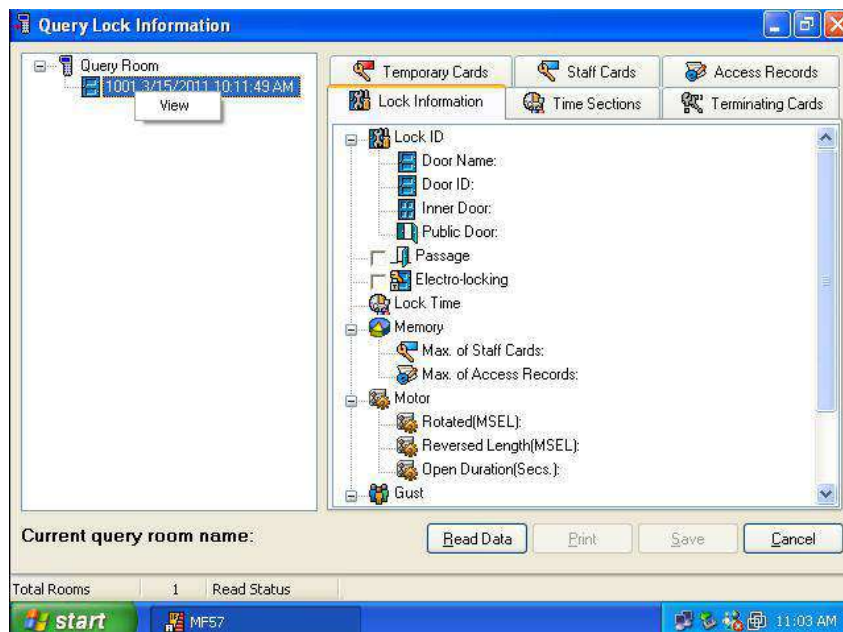 Query Lock Information
Query Room
1001 3/15/2011 10:11:49 AM
View
Temporary Cards
Staff Cards
Access Records
Lock Information
Time Sections
Terminating Cards
Lock ID
Door Name:
Door ID:
Inner Door:
Public Door:
Passage
Electro-locking
Lock Time
Memory
Max. of Staff Cards:
Max. of Access Records:
Motor
Rotated(MSEL):
Reversed Length(MSEL):
Open Duration(Secs.):
Gust
Current query room name:
Read Data
Print
Save
Cancel
Total Rooms 1 Read Status
start
MF57
11:03 AM